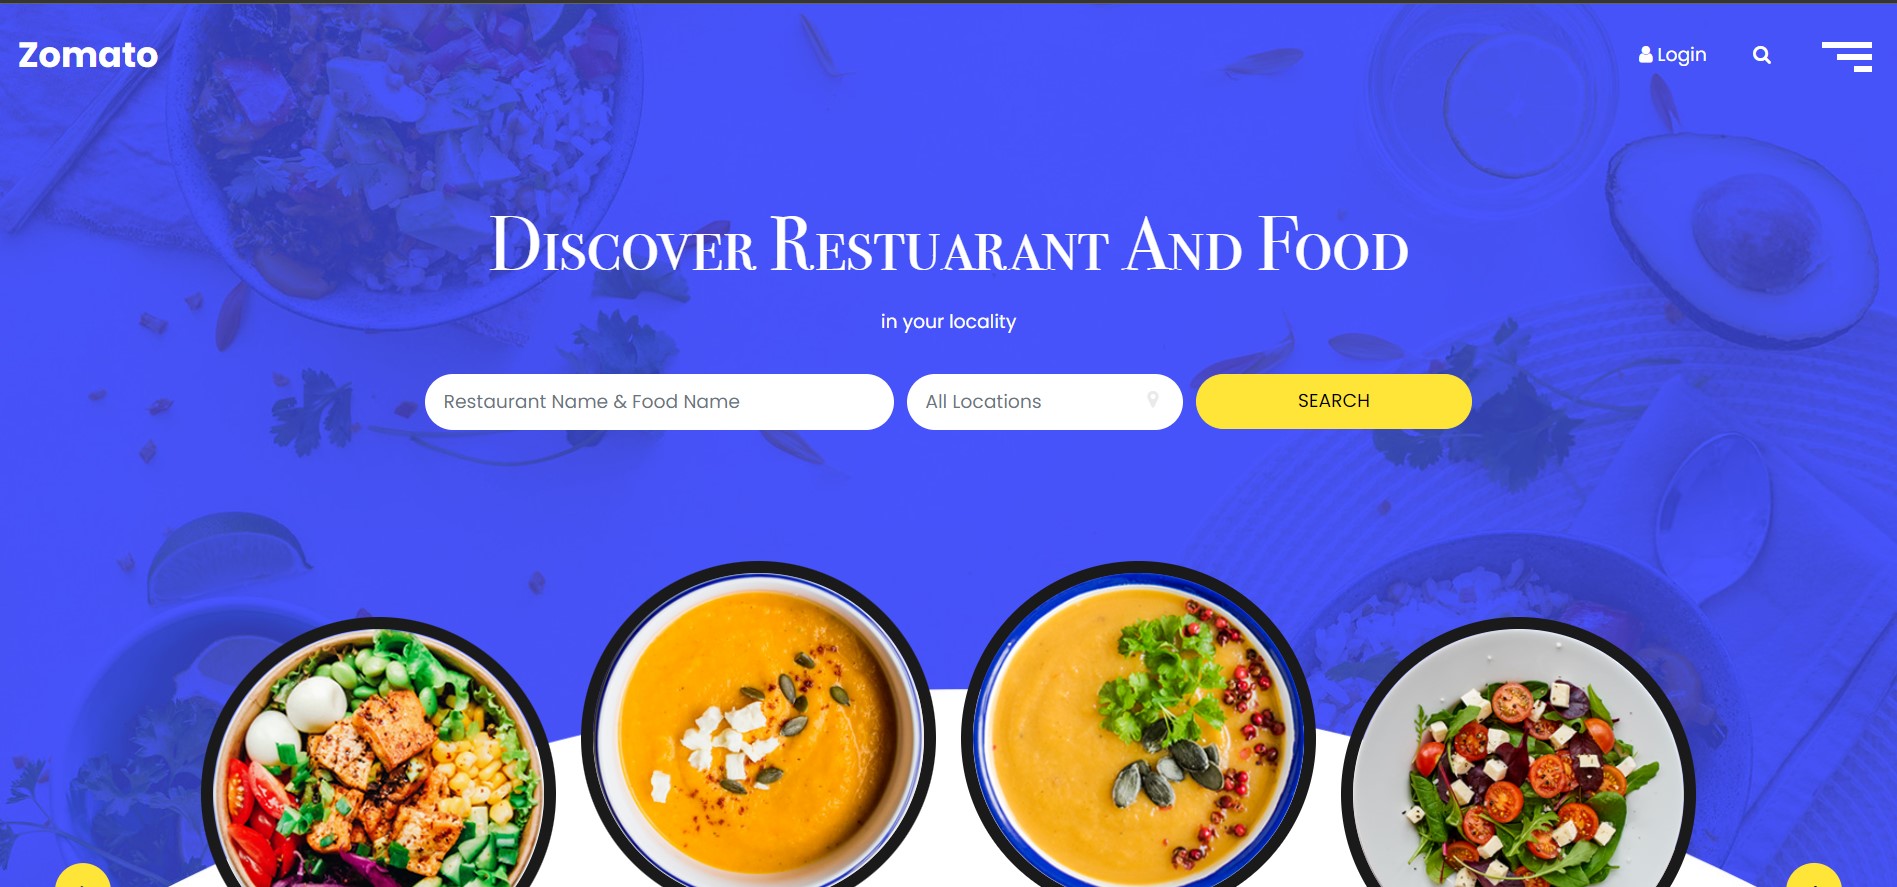 Zomato
Login
Discover Restuarant And Food
in your locality
Restaurant Name & Food Name
All Locations
SEARCH